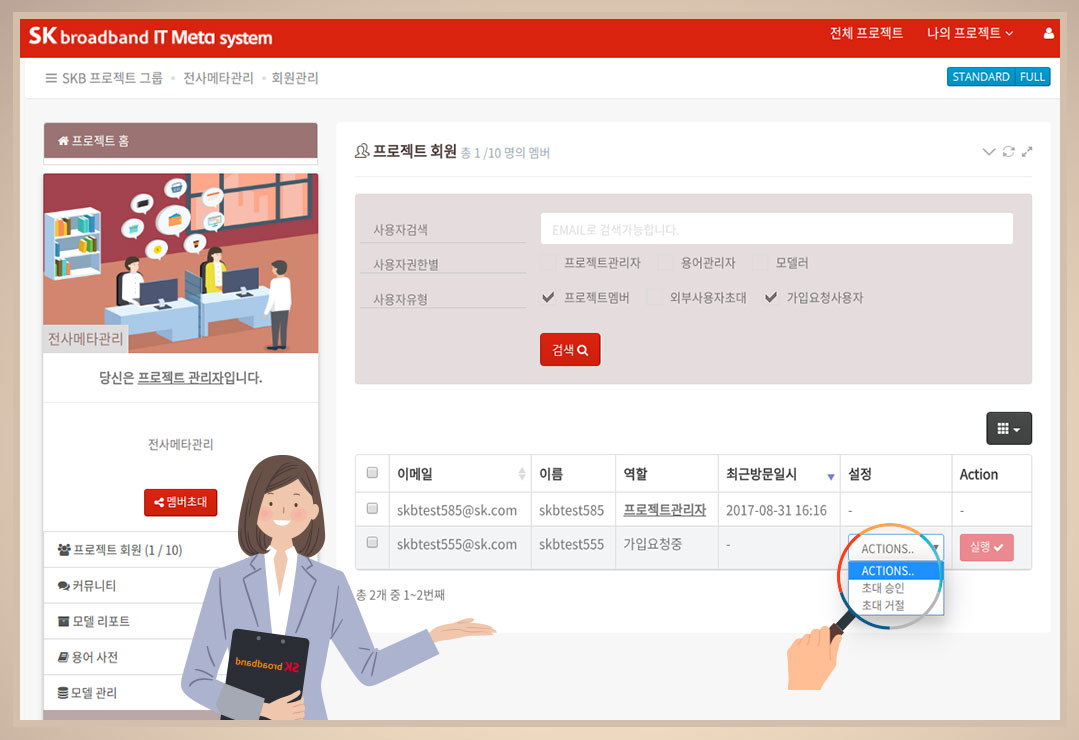 SK broadband IT Meta system
전체 프로젝트 나의 프로젝트
SKB 프로젝트 그룹 전사메타관리 회원관리
STANDARD FULL
프로젝트 홈
전사메타관리
당신은 프로젝트 관리자입니다.
전사메타관리
멤버초대
프로젝트 회원 (1 / 10)
커뮤니티
모델 리포트
용어 사전
모델 관리
프로젝트 회원 총 1 /10 명의 멤버
사용자검색 EMAIL로 검색가능합니다.
사용자권한별 프로젝트관리자 용어관리자 모델러
사용자유형 프로젝트멤버 외부사용자초대 가입요청사용자
검색
이메일 이름 역할 최근방문일시 설정 Action
skbtest585@sk.com skbtest585 프로젝트관리자 2017-08-31 16:16 - -
skbtest555@sk.com skbtest555 가입요청중 - ACTIONS.. 실행
ACTIONS..
초대 승인
초대 거절
총 2개 중 1~2번째
SK broadband